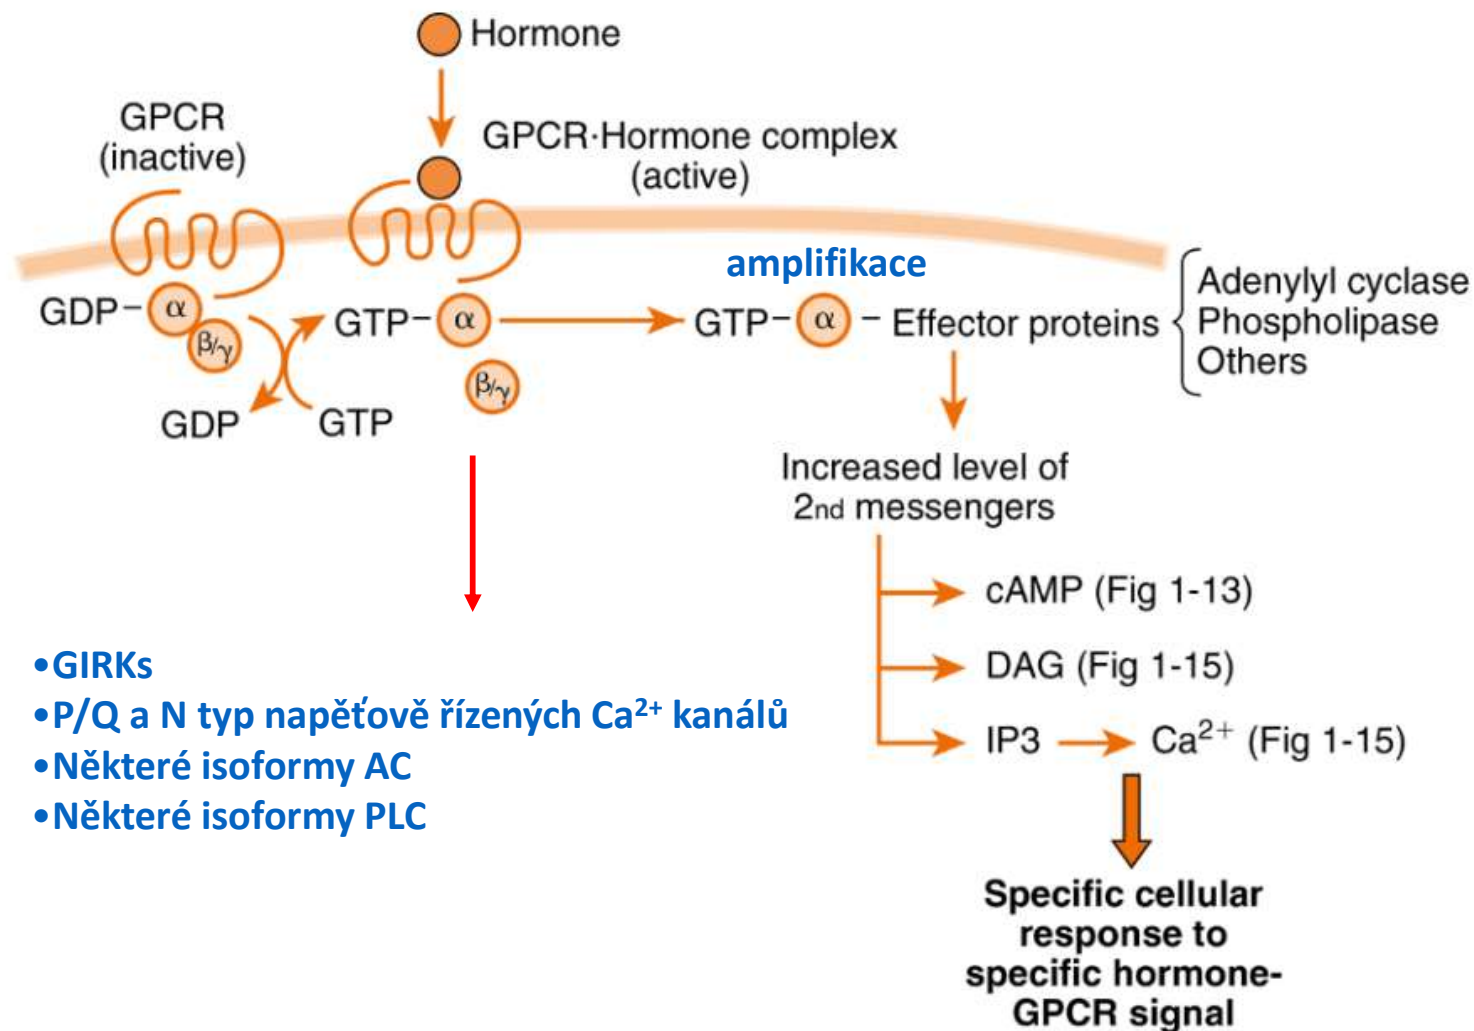 Hormone
GPCR
(inactive)
GPCR·Hormone complex
(active)
amplifikace
GDP– α
β/γ
GTP– α
β/γ
GTP– α – Effector proteins
Adenylyl cyclase
Phospholipase
Others
GDP
GTP
Increased level of
2nd messengers
cAMP (Fig 1-13)
DAG (Fig 1-15)
IP3
Ca²⁺ (Fig 1-15)
•GIRKs
•P/Q a N typ napěťově řízených Ca²⁺ kanálů
•Některé isoformy AC
•Některé isoformy PLC
Specific cellular
response to
specific hormone-
GPCR signal